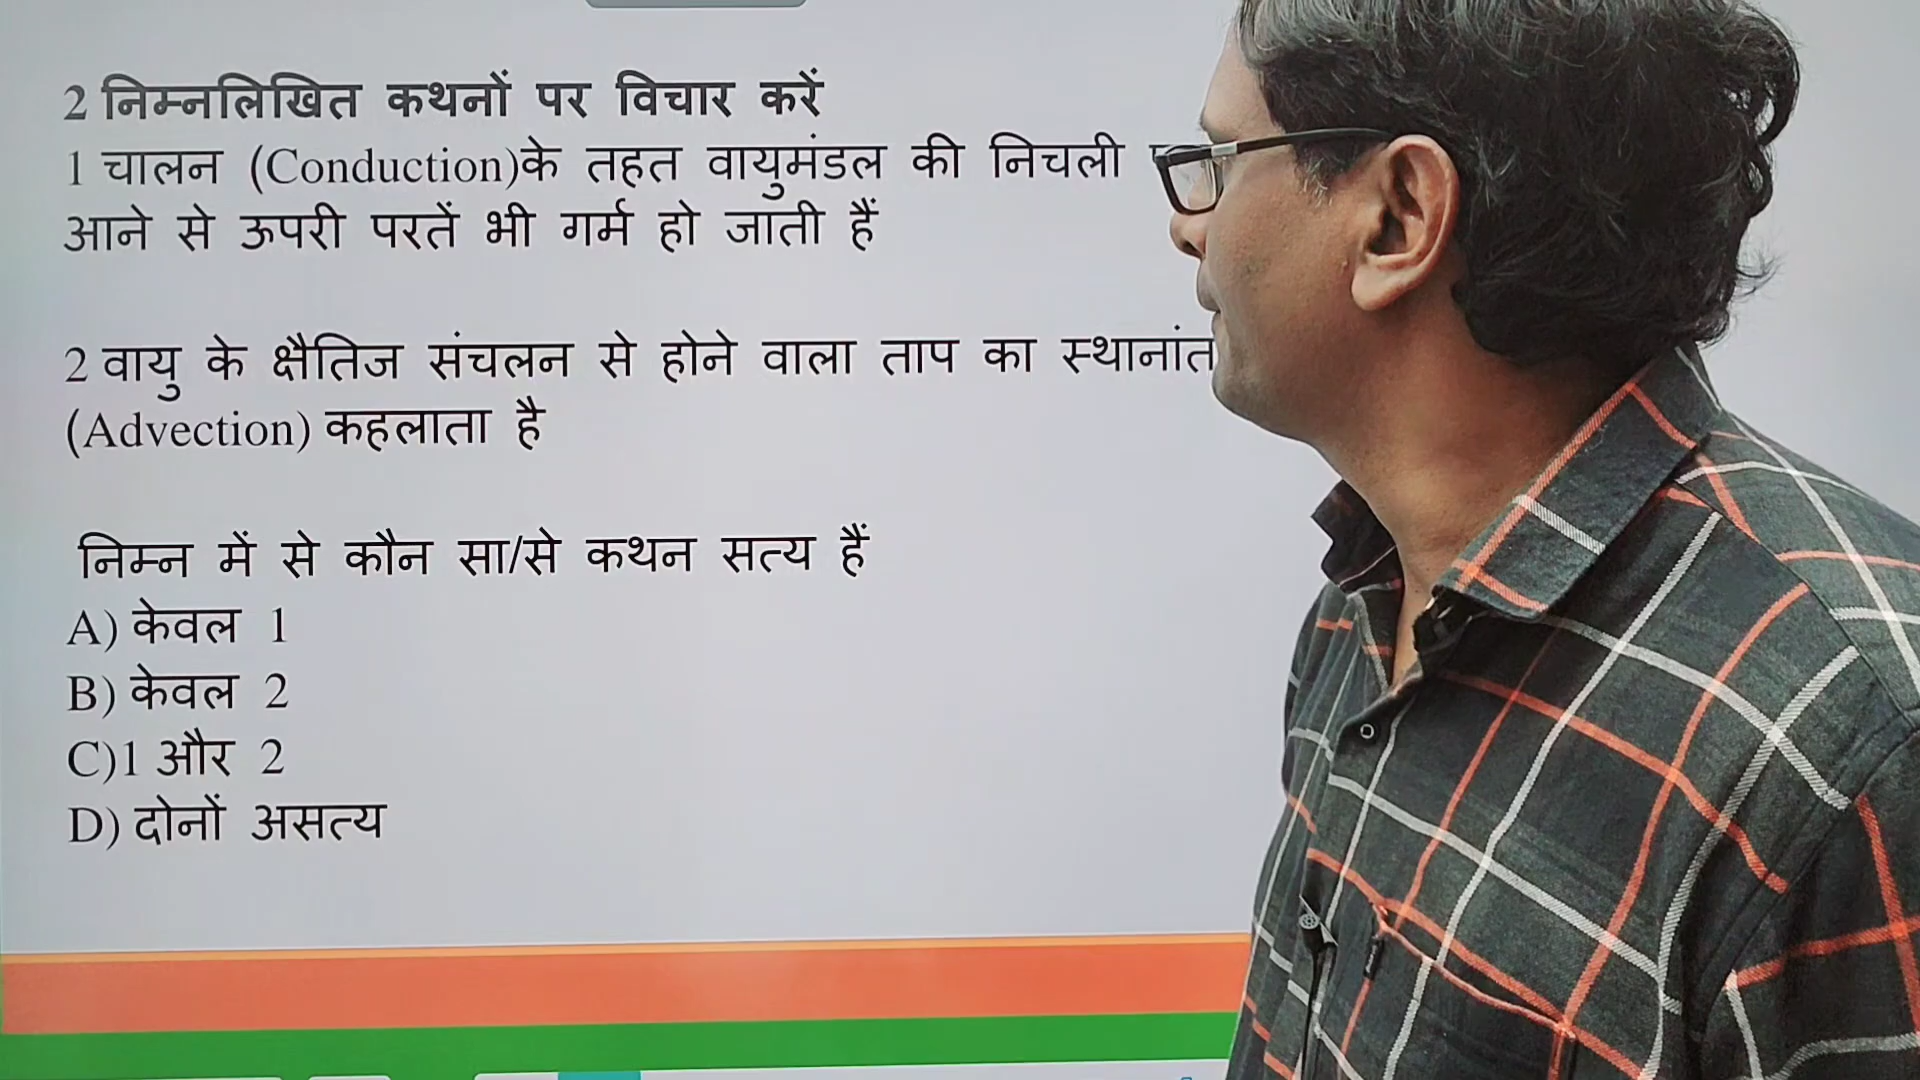 2 निम्नलिखित कथनों पर विचार करें
1 चालन (Conduction)के तहत वायुमंडल की निचली
आने से ऊपरी परतें भी गर्म हो जाती हैं
2 वायु के क्षैतिज संचलन से होने वाला ताप का
(Advection) कहलाता है
निम्न में से कौन सा/से कथन सत्य हैं
A) केवल 1
B) केवल 2
C)1 और 2
D) दोनों असत्य